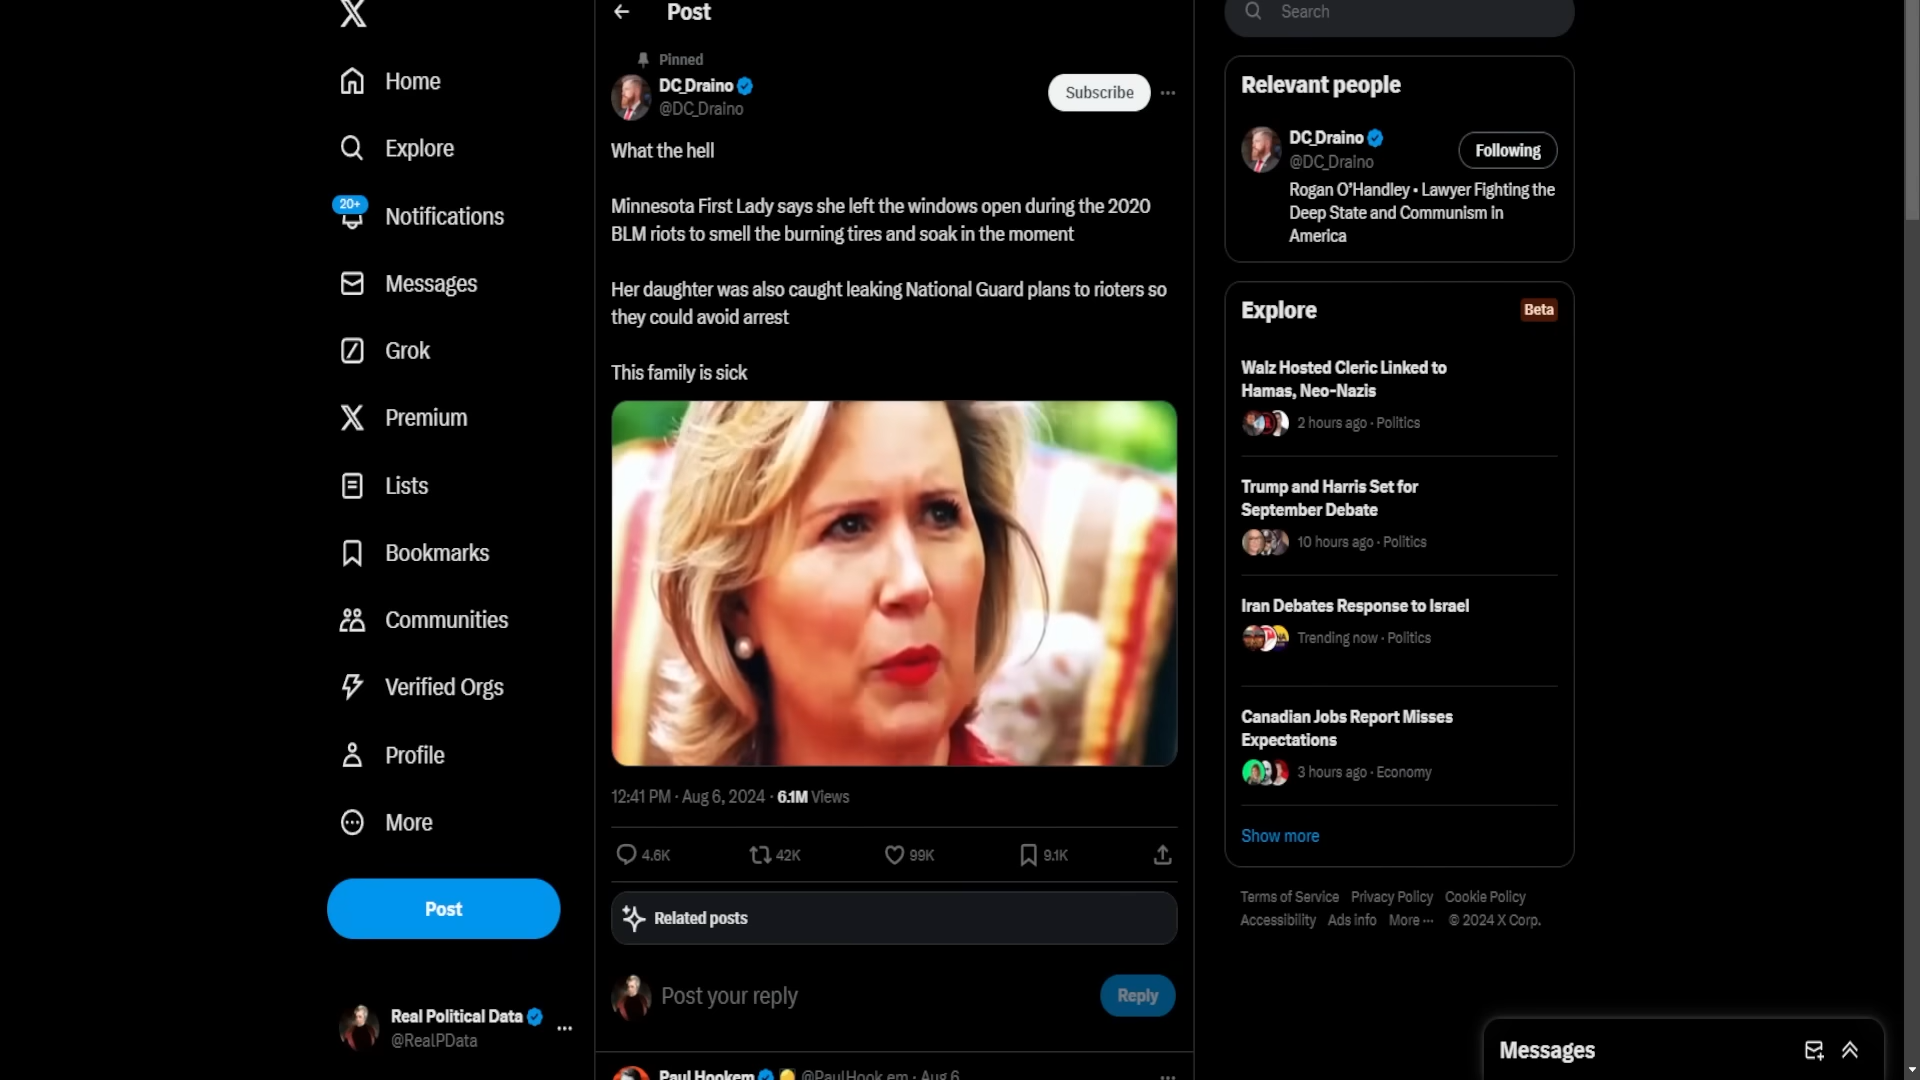 Home
Explore
20+
Notifications
Messages
Grok
Premium
Lists
Bookmarks
Communities
Verified Orgs
Profile
More
Post
Real Political Data
@RealPData
Post
Pinned
DC_Draino
@DC_Draino
Subscribe
What the hell
Minnesota First Lady says she left the windows open during the 2020
BLM riots to smell the burning tires and soak in the moment
Her daughter was also caught leaking National Guard plans to rioters so
they could avoid arrest
This family is sick
12:41 PM · Aug 6, 2024 · 6.1M Views
4.6K 42K 99K 9.1K
Related posts
Post your reply
Reply
Paul Hookem @PaulHook_em · Aug 6
Search
Relevant people
DC_Draino
@DC_Draino
Following
Rogan O'Handley • Lawyer Fighting the
Deep State and Communism in
America
Explore
Beta
Walz Hosted Cleric Linked to
Hamas, Neo-Nazis
2 hours ago · Politics
Trump and Harris Set for
September Debate
10 hours ago · Politics
Iran Debates Response to Israel
Trending now · Politics
Canadian Jobs Report Misses
Expectations
3 hours ago · Economy
Show more
Terms of Service Privacy Policy Cookie Policy
Accessibility Ads info More ··· © 2024 X Corp.
Messages